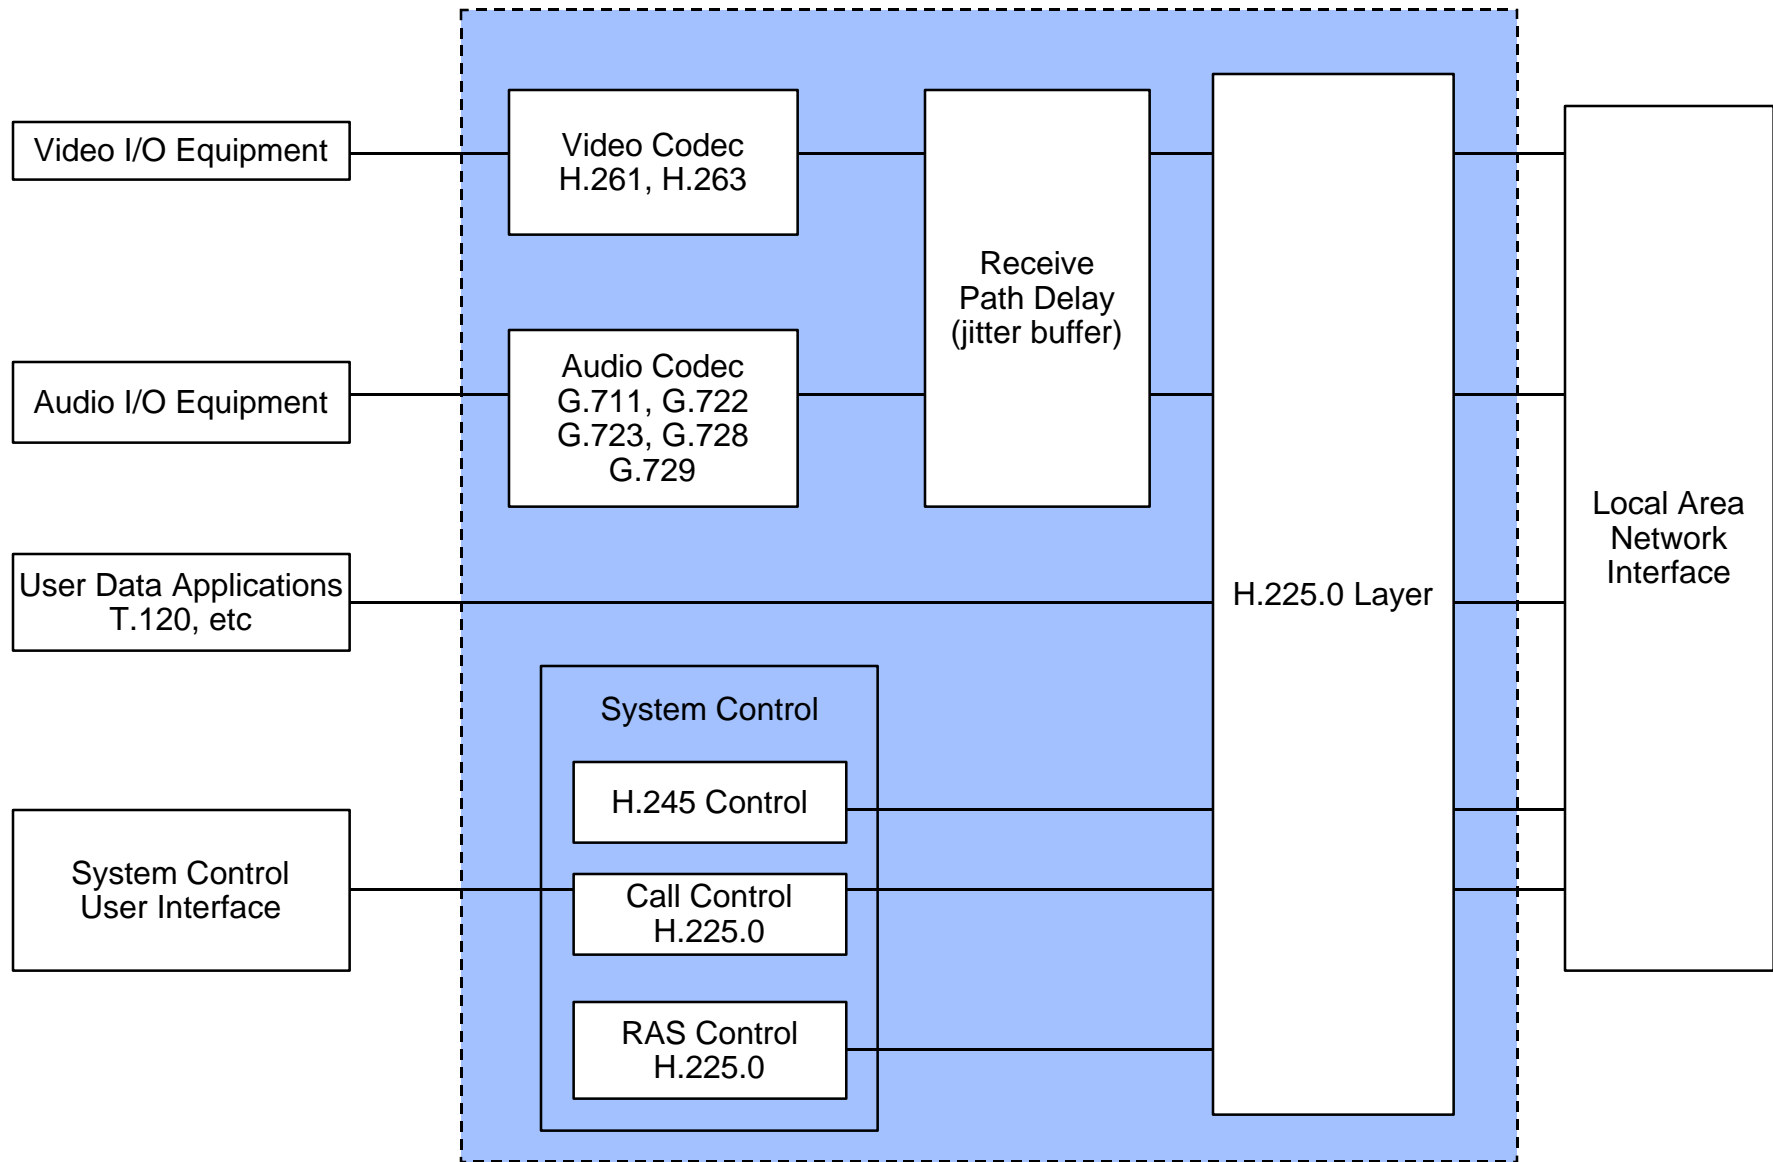 Video I/O Equipment
Video Codec
H.261, H.263
Receive
Path Delay
(jitter buffer)
Audio I/O Equipment
Audio Codec
G.711, G.722
G.723, G.728
G.729
User Data Applications
T.120, etc
H.225.0 Layer
Local Area
Network
Interface
System Control
H.245 Control
System Control
User Interface
Call Control
H.225.0
RAS Control
H.225.0